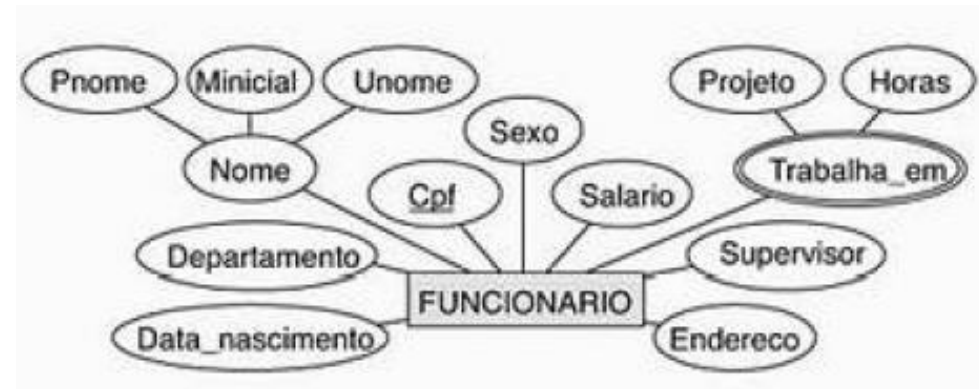 Pnome
Minicial
Unome
Projeto
Horas
Sexo
Nome
Trabalha_em
Cpf
Salario
Departamento
Supervisor
FUNCIONARIO
Data_nascimento
Endereco